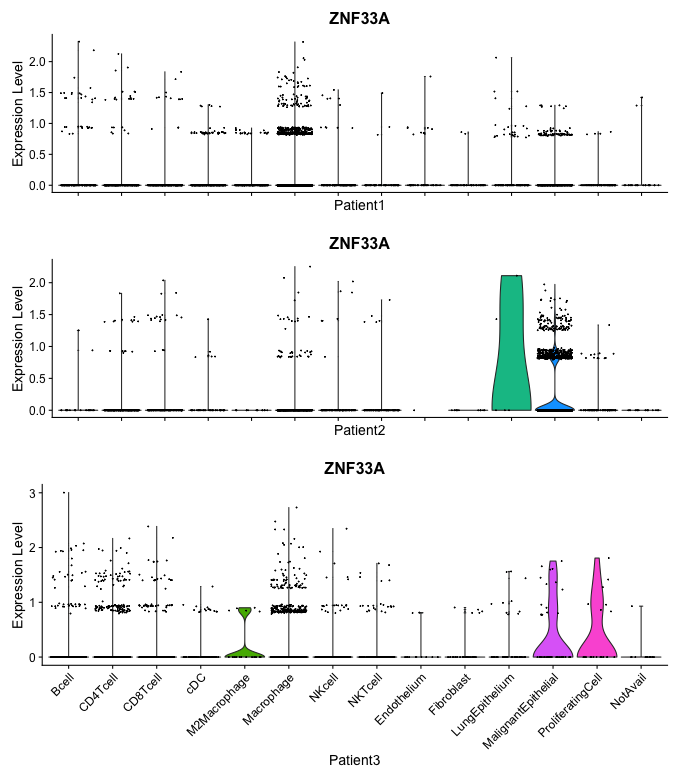 ZNF33A
Expression Level
2.0
1.5
1.0
0.5
0.0
Patient1
ZNF33A
Expression Level
2.0
1.5
1.0
0.5
0.0
Patient2
ZNF33A
Expression Level
3
2
1
0
Bcell
CD4Tcell
CD8Tcell
cDC
M2Macrophage
Macrophage
NKcell
NKTcell
Endothelium
Fibroblast
LungEpithelium
MalignantEpithelial
ProliferatingCell
NotAvail
Patient3